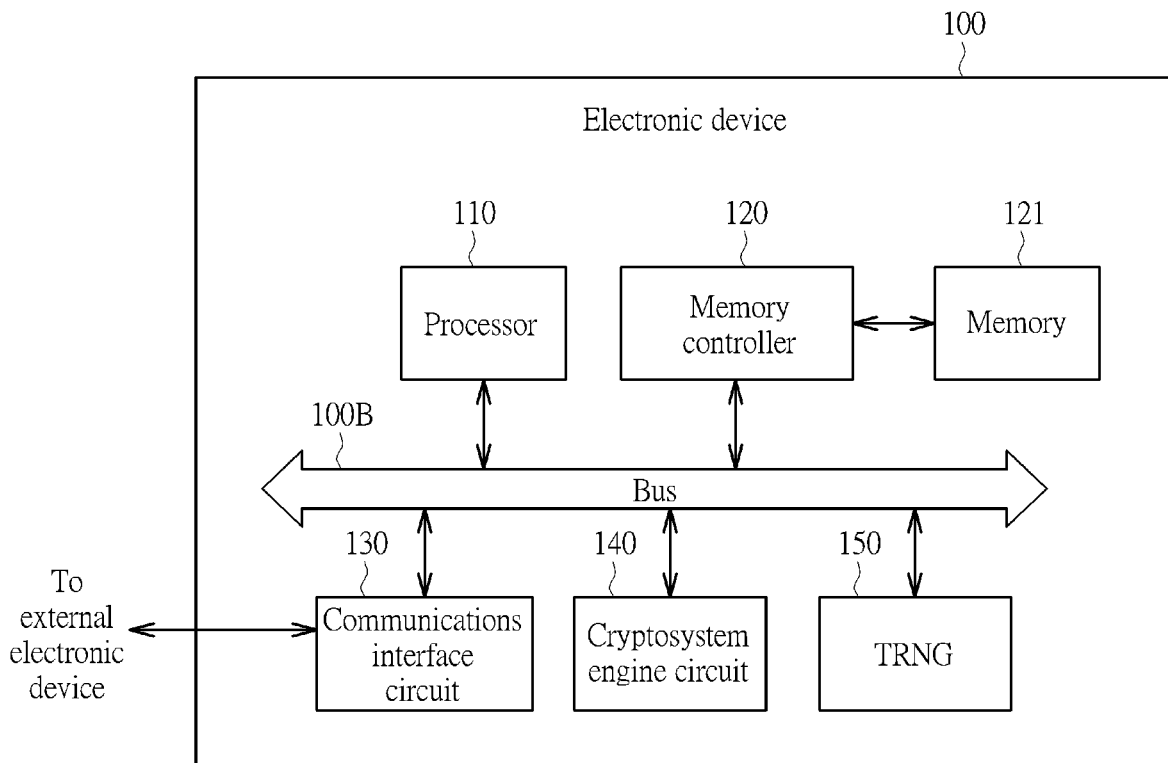 100
Electronic device
110
120
121
Processor
Memory
controller
Memory
100B
Bus
130
140
150
To
external
electronic
device
Communications
interface
circuit
Cryptosystem
engine circuit
TRNG